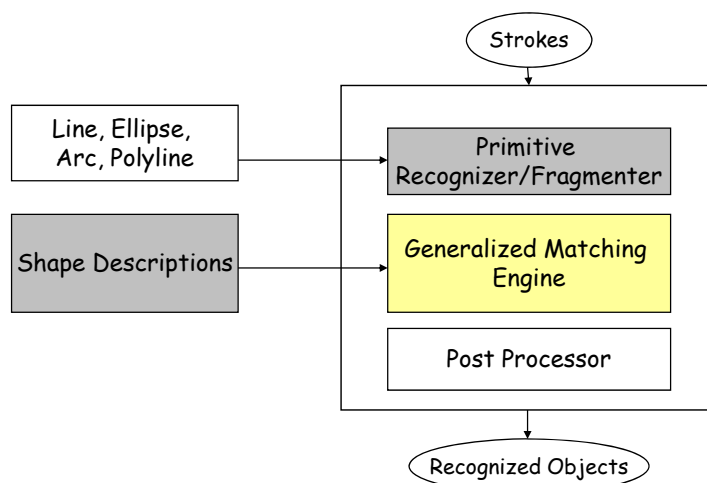 Strokes
Line, Ellipse,
Arc, Polyline
Primitive
Recognizer/Fragmenter
Shape Descriptions
Generalized Matching
Engine
Post Processor
Recognized Objects